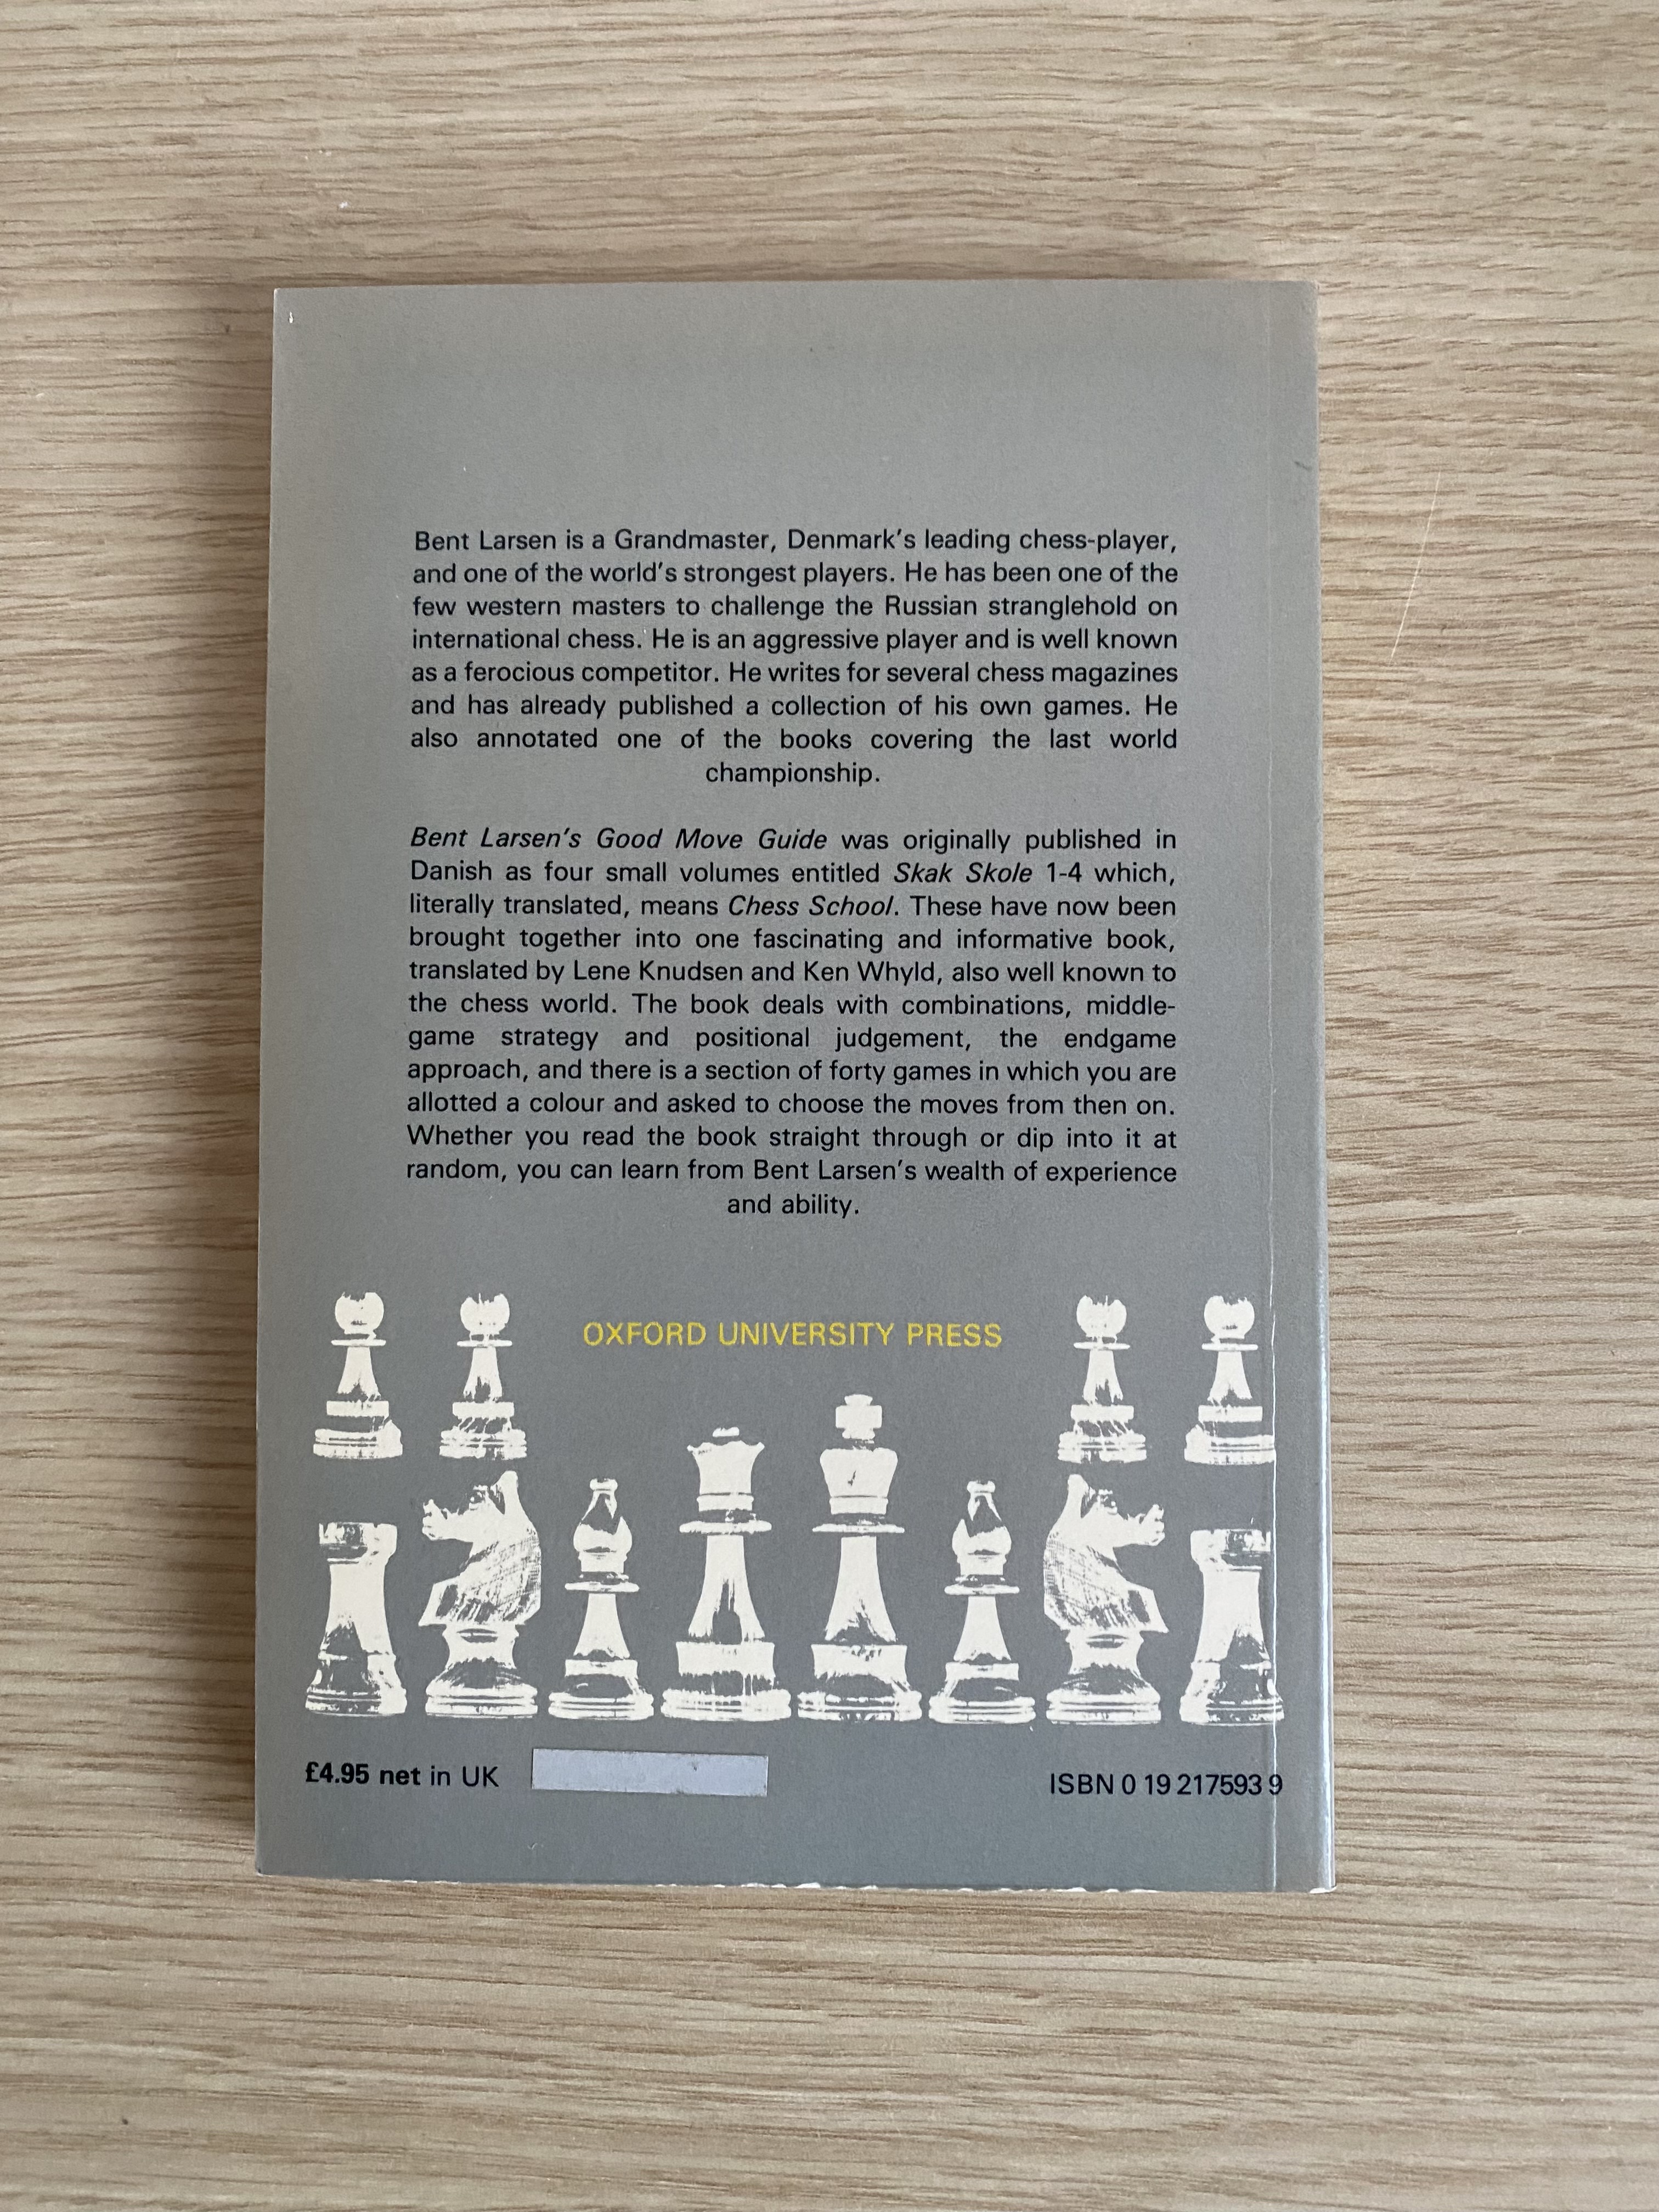 Bent Larsen is a Grandmaster, Denmark's leading chess-player,
and one of the world's strongest players. He has been one of the
few western masters to challenge the Russian stranglehold on
international chess. He is an aggressive player and is well known
as a ferocious competitor. He writes for several chess magazines
and has already published a collection of his own games. He
also annotated one of the books covering the last world
championship.
Bent Larsen's Good Move Guide was originally published in
Danish as four small volumes entitled Skak Skole 1-4 which,
literally translated, means Chess School. These have now been
brought together into one fascinating and informative book,
translated by Lene Knudsen and Ken Whyld, also well known to
the chess world. The book deals with combinations, middle-
game strategy and positional judgement, the endgame
approach, and there is a section of forty games in which you are
allotted a colour and asked to choose the moves from then on.
Whether you read the book straight through or dip into it at
random, you can learn from Bent Larsen's wealth of experience
and ability.
OXFORD UNIVERSITY PRESS
£4.95 net in UK
ISBN 0 19 217593 9